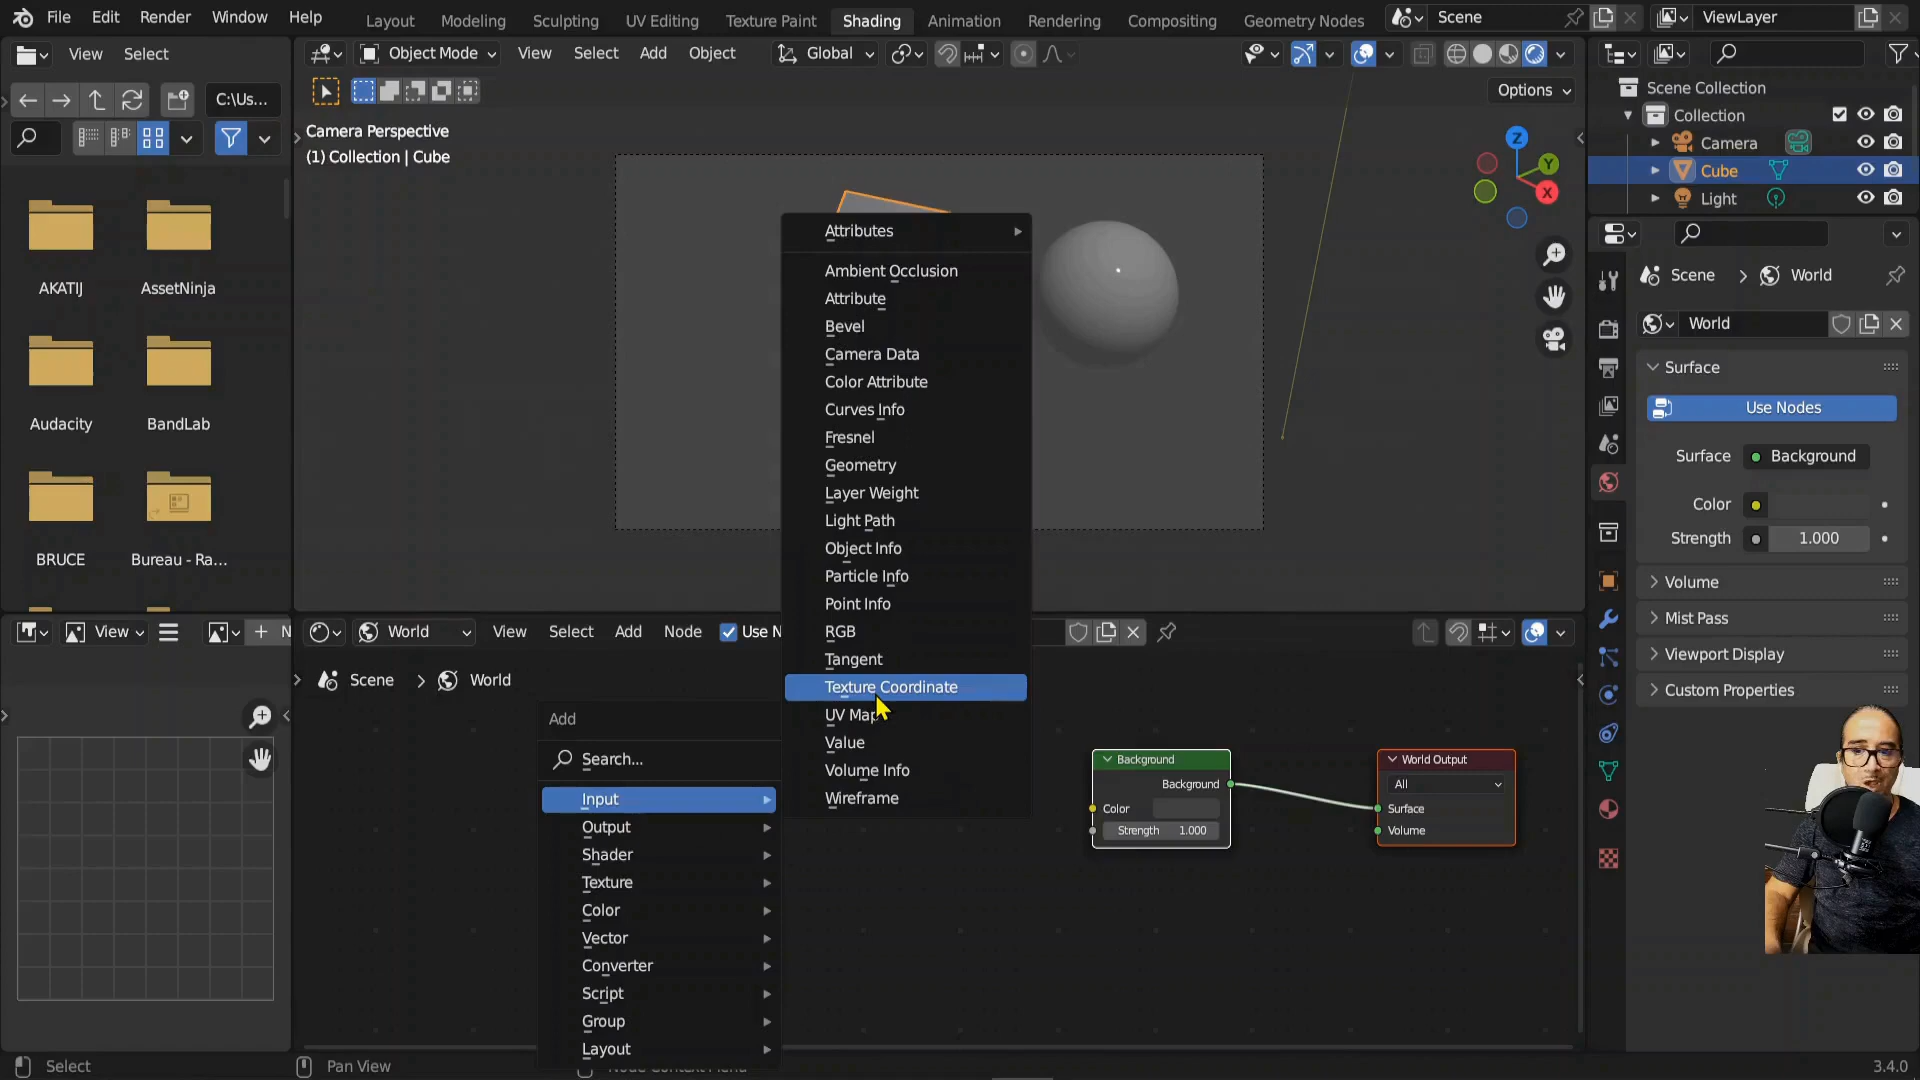 File Edit Render Window Help Layout Modeling Sculpting UV Editing Texture Paint Shading Animation Rendering Compositing Geometry Nodes Scene ViewLayer
View Select
Object Mode View Select Add Object Global
C:\Us...
Options
Camera Perspective
(1) Collection | Cube
AKATIJ AssetNinja
Audacity BandLab
BRUCE Bureau - Ra...
Z
Y
X
Scene Collection
Collection
Camera
Cube
Light
Scene > World
World
Surface
Use Nodes
Surface Background
Color
Strength 1.000
Volume
Mist Pass
Viewport Display
Custom Properties
Attributes
Ambient Occlusion
Attribute
Bevel
Camera Data
Color Attribute
Curves Info
Fresnel
Geometry
Layer Weight
Light Path
Object Info
Particle Info
Point Info
RGB
Tangent
Texture Coordinate
UV Map
Value
Volume Info
Wireframe
View N
World View Select Add Node Use N
Scene > World
Add
Search...
Input
Output
Shader
Texture
Color
Vector
Converter
Script
Group
Layout
Background
Background
Color
Strength 1.000
World Output
All
Surface
Volume
Select Pan View Node Context Menu 3.4.0